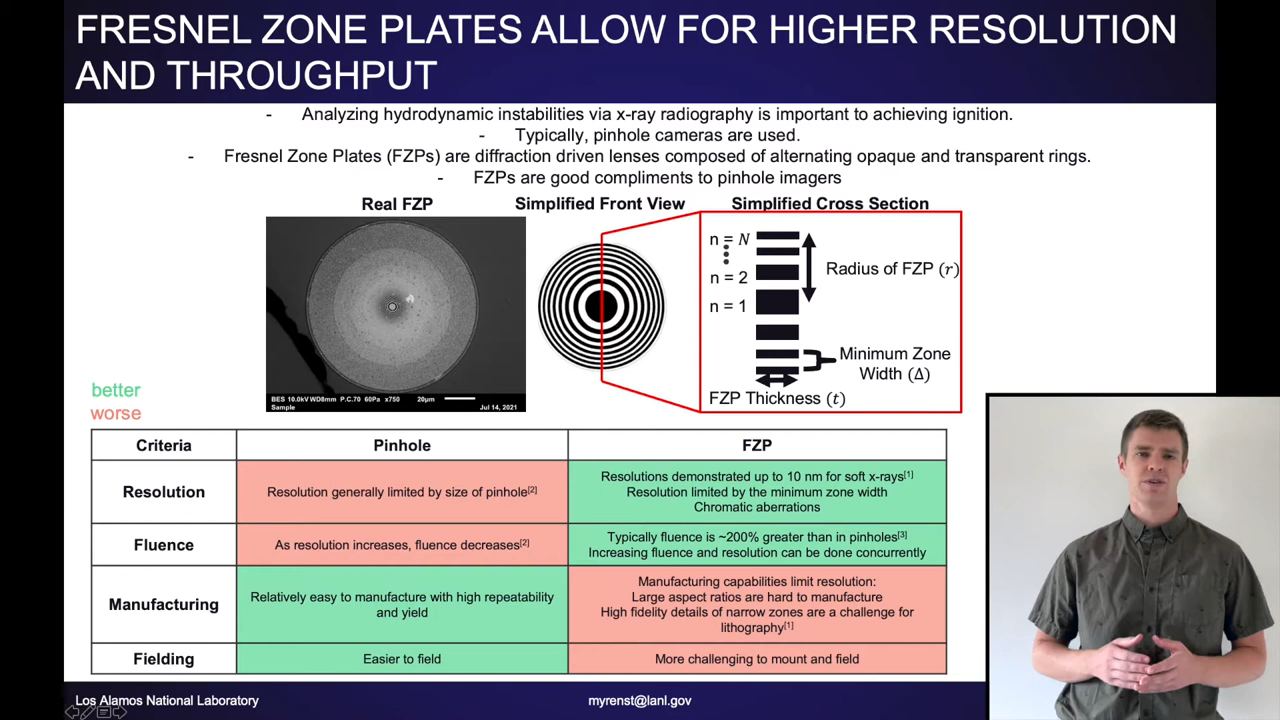 FRESNEL ZONE PLATES ALLOW FOR HIGHER RESOLUTION
AND THROUGHPUT
- Analyzing hydrodynamic instabilities via x-ray radiography is important to achieving ignition.
- Typically, pinhole cameras are used.
- Fresnel Zone Plates (FZPs) are diffraction driven lenses composed of alternating opaque and transparent rings.
- FZPs are good compliments to pinhole imagers
Real FZP
Simplified Front View
Simplified Cross Section
n = N
n = 2
n = 1
Radius of FZP (r)
Minimum Zone
Width (Δ)
FZP Thickness (t)
BES 10.0kV WD8mm P.C.70 60Pa x750 20μm
Sample Jul 14, 2021
better
worse
Criteria Pinhole FZP
Resolution
Resolution generally limited by size of pinhole[2]
Resolutions demonstrated up to 10 nm for soft x-rays[1]
Resolution limited by the minimum zone width
Chromatic aberrations
Fluence
As resolution increases, fluence decreases[2]
Typically fluence is ~200% greater than in pinholes[3]
Increasing fluence and resolution can be done concurrently
Manufacturing
Relatively easy to manufacture with high repeatability
and yield
Manufacturing capabilities limit resolution:
Large aspect ratios are hard to manufacture
High fidelity details of narrow zones are a challenge for
lithography[1]
Fielding
Easier to field
More challenging to mount and field
Los Alamos National Laboratory
myrenst@lanl.gov